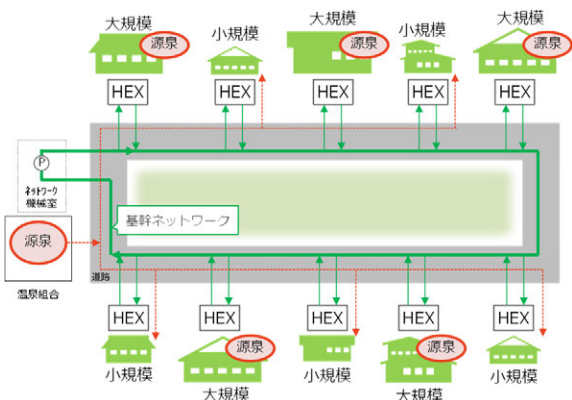 大規模
小規模
大規模
小規模
大規模
源泉
源泉
源泉
HEX
HEX
HEX
HEX
HEX
P
ネットワーク
機械室
基幹ネットワーク
源泉
道路
温泉組合
HEX
HEX
HEX
HEX
HEX
源泉
源泉
小規模
大規模
小規模
大規模
小規模